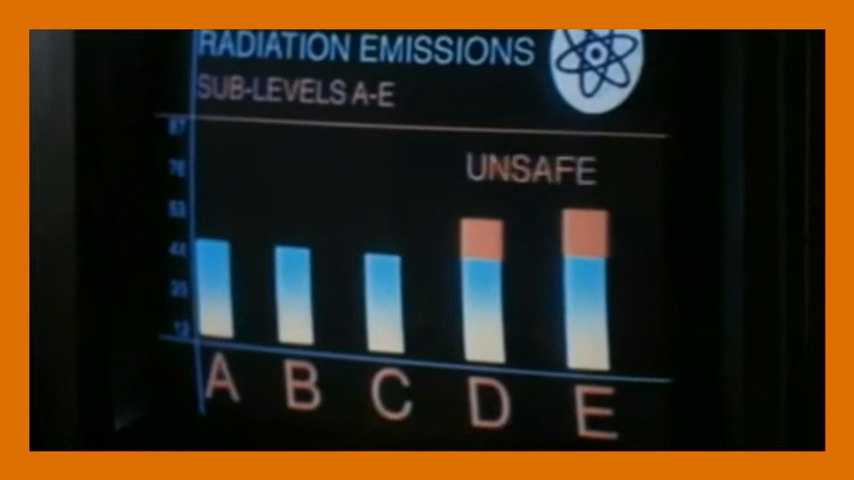 RADIATION EMISSIONS
SUB-LEVELS A-E
UNSAFE
A B C D E